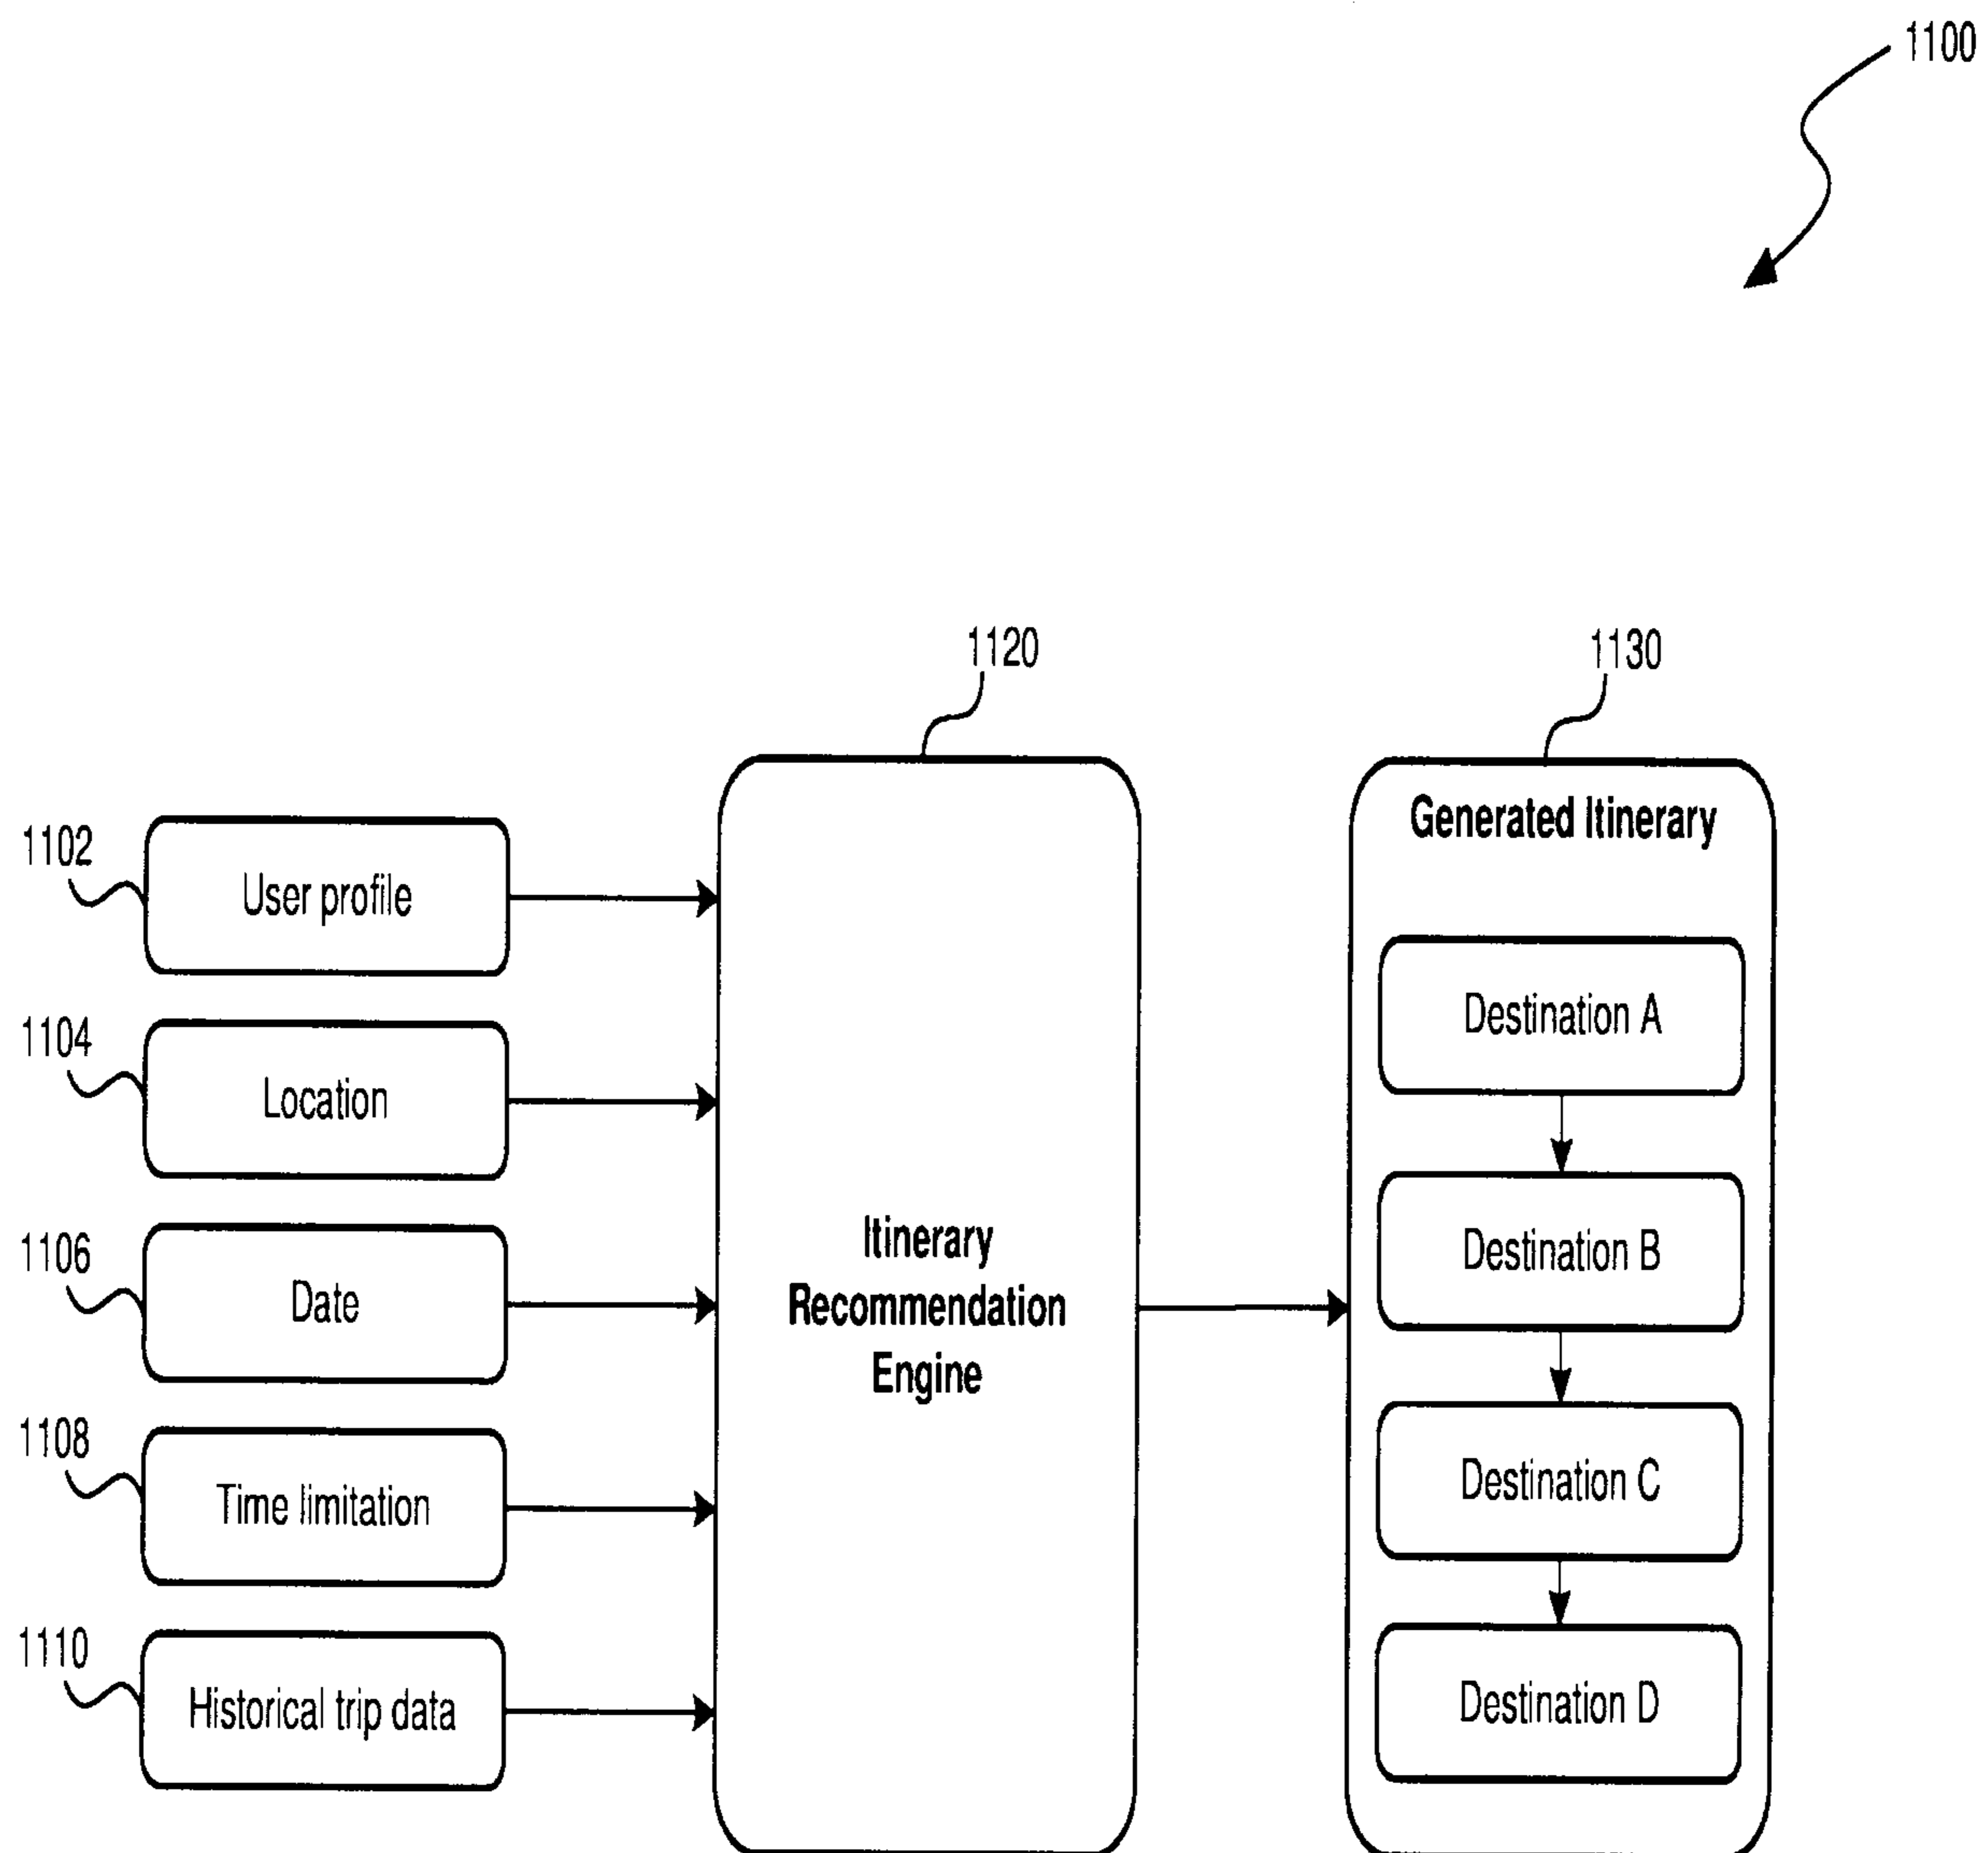 1100
1120
1130
1102
User profile
1104
Location
1106
Date
1108
Time limitation
1110
Historical trip data
Itinerary
Recommendation
Engine
Generated Itinerary
Destination A
Destination B
Destination C
Destination D